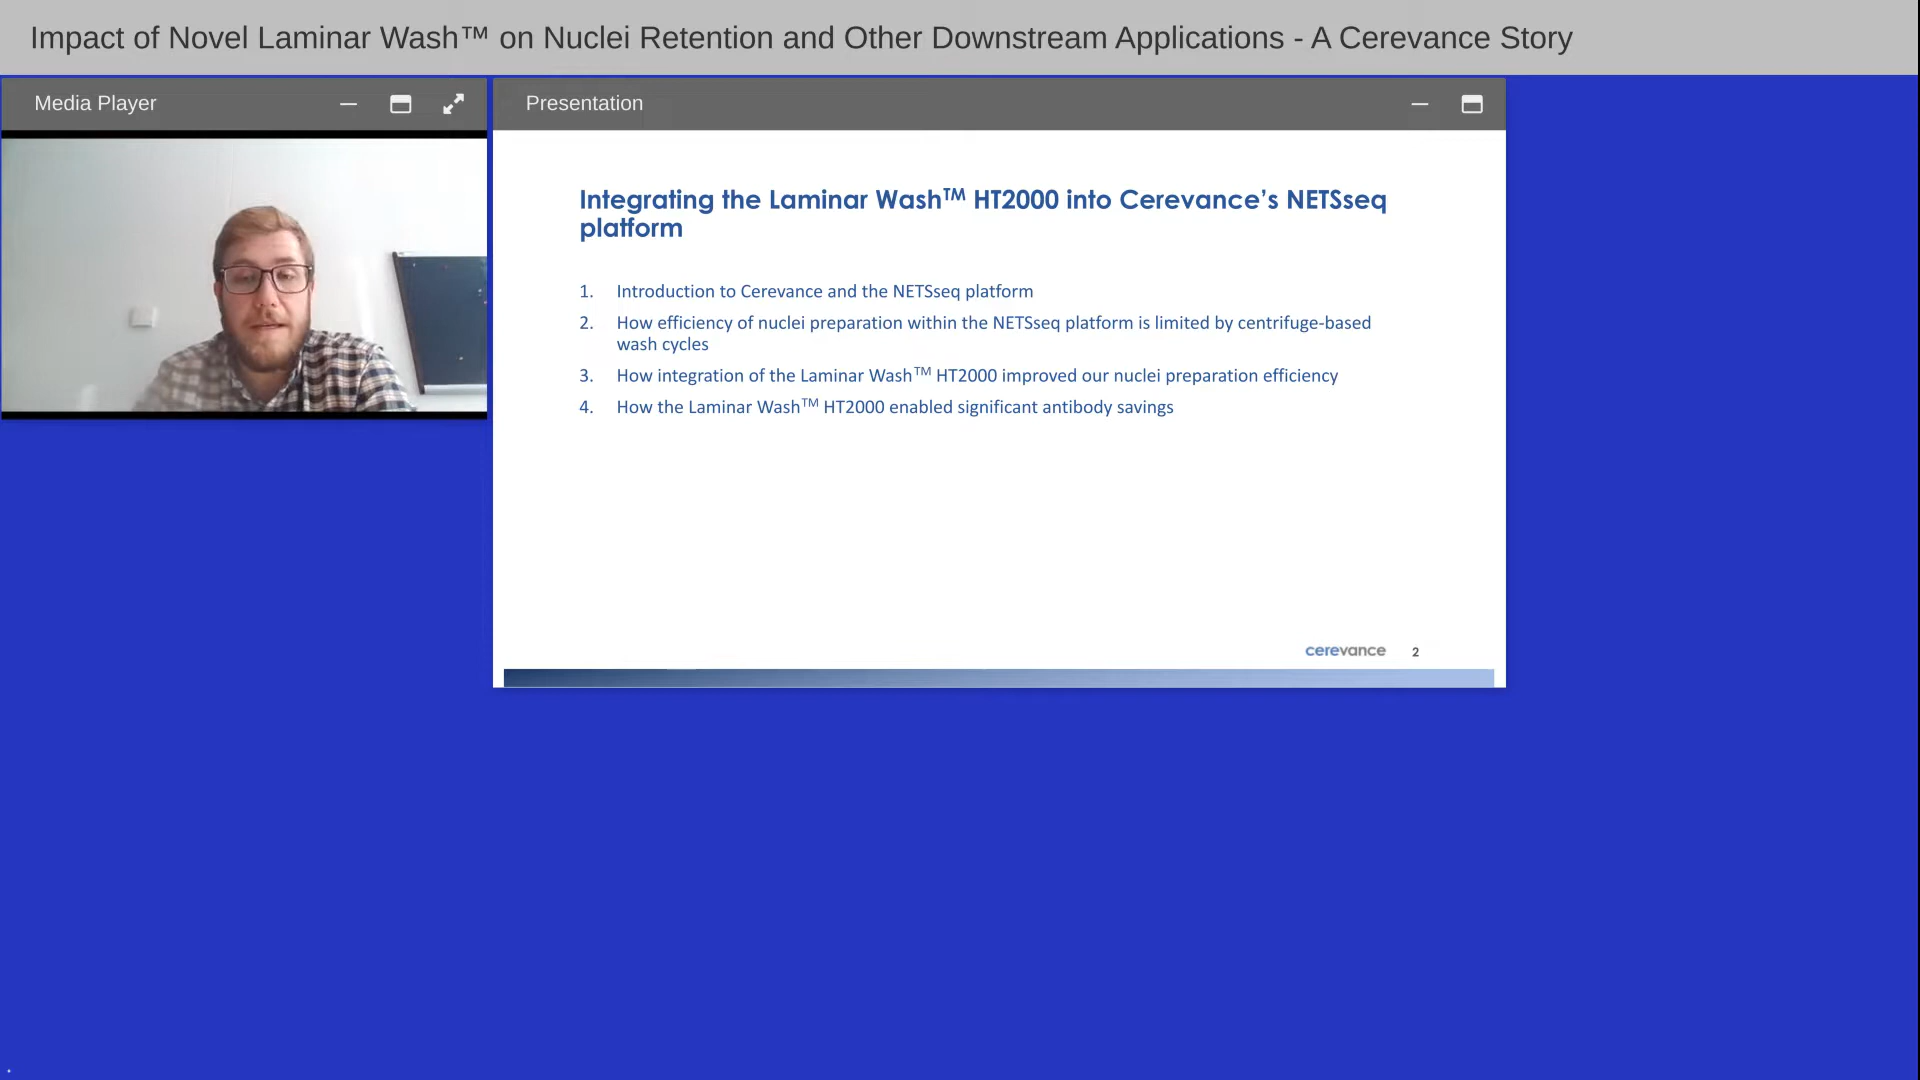 Impact of Novel Laminar Wash™ on Nuclei Retention and Other Downstream Applications - A Cerevance Story
Media Player
Presentation
Integrating the Laminar Wash™ HT2000 into Cerevance’s NETSseq
platform
1. Introduction to Cerevance and the NETSseq platform
2. How efficiency of nuclei preparation within the NETSseq platform is limited by centrifuge-based
wash cycles
3. How integration of the Laminar Wash™ HT2000 improved our nuclei preparation efficiency
4. How the Laminar Wash™ HT2000 enabled significant antibody savings
cerevance 2